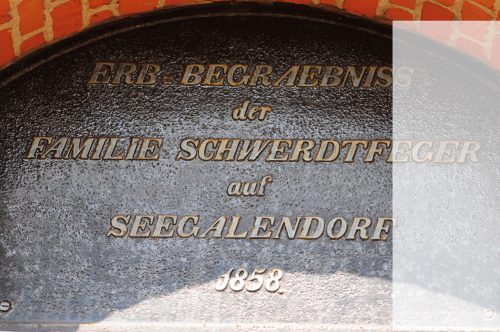 ERB-BEGRAEBNISS
der
FAMILIE SCHWERDTFEGER
auf
SEEGALENDORF.
1858.